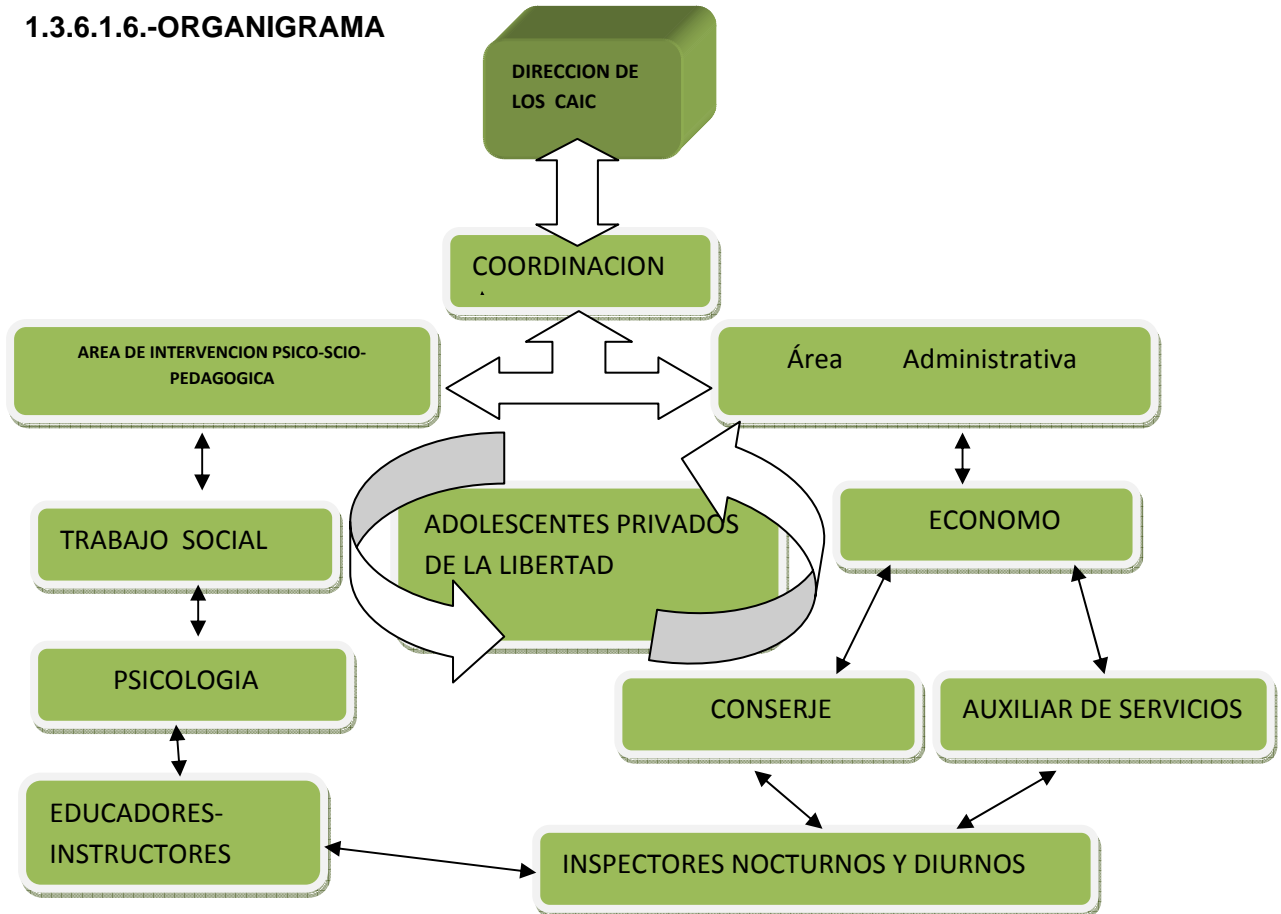 1.3.6.1.6.-ORGANIGRAMA
DIRECCION DE
LOS CAIC
COORDINACION
AREA DE INTERVENCION PSICO-SCIO-
PEDAGOGICA
Área Administrativa
TRABAJO SOCIAL
ADOLESCENTES PRIVADOS
DE LA LIBERTAD
ECONOMO
PSICOLOGIA
CONSERJE
AUXILIAR DE SERVICIOS
EDUCADORES-
INSTRUCTORES
INSPECTORES NOCTURNOS Y DIURNOS